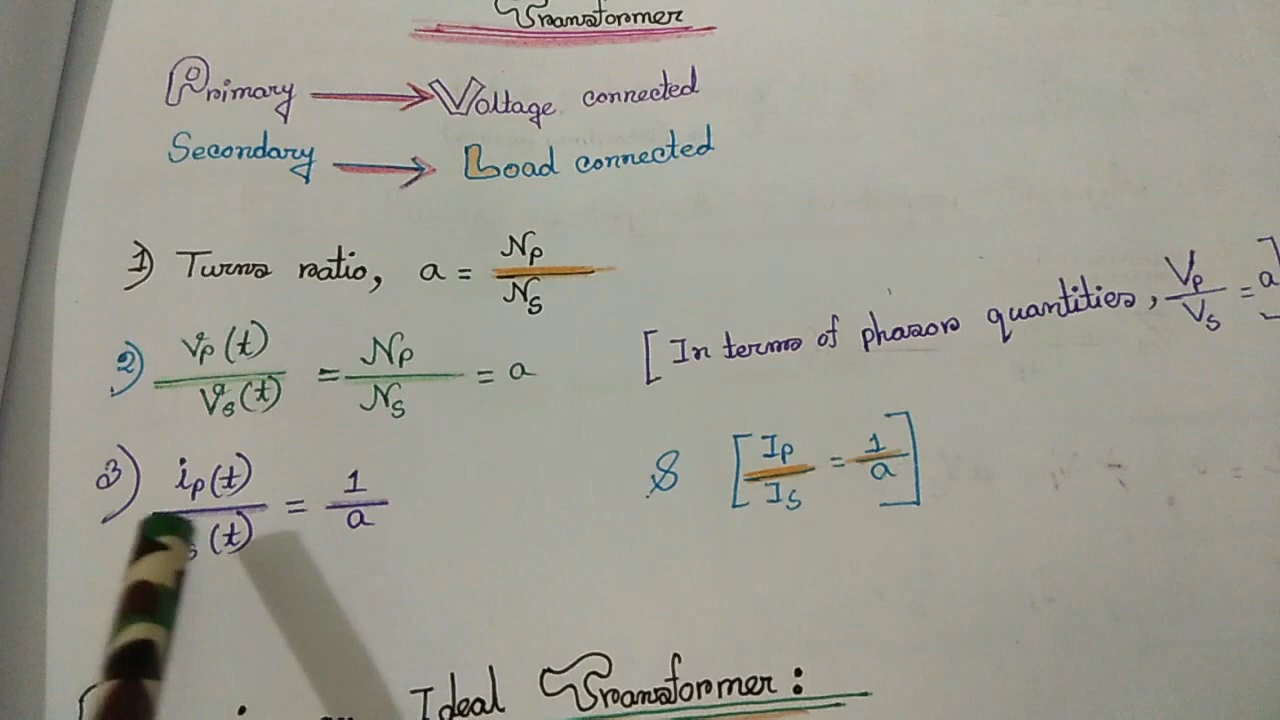 Transformer
Primary → Voltage connected
Secondary → Load connected
1) Turns ratio, a = Np/Ns
2) vp(t)/vs(t) = Np/Ns = a [In terms of phasor quantities, Vp/Vs = a]
3) ip(t)/s(t) = 1/a & [Ip/Is = 1/a]
Ideal Transformer: